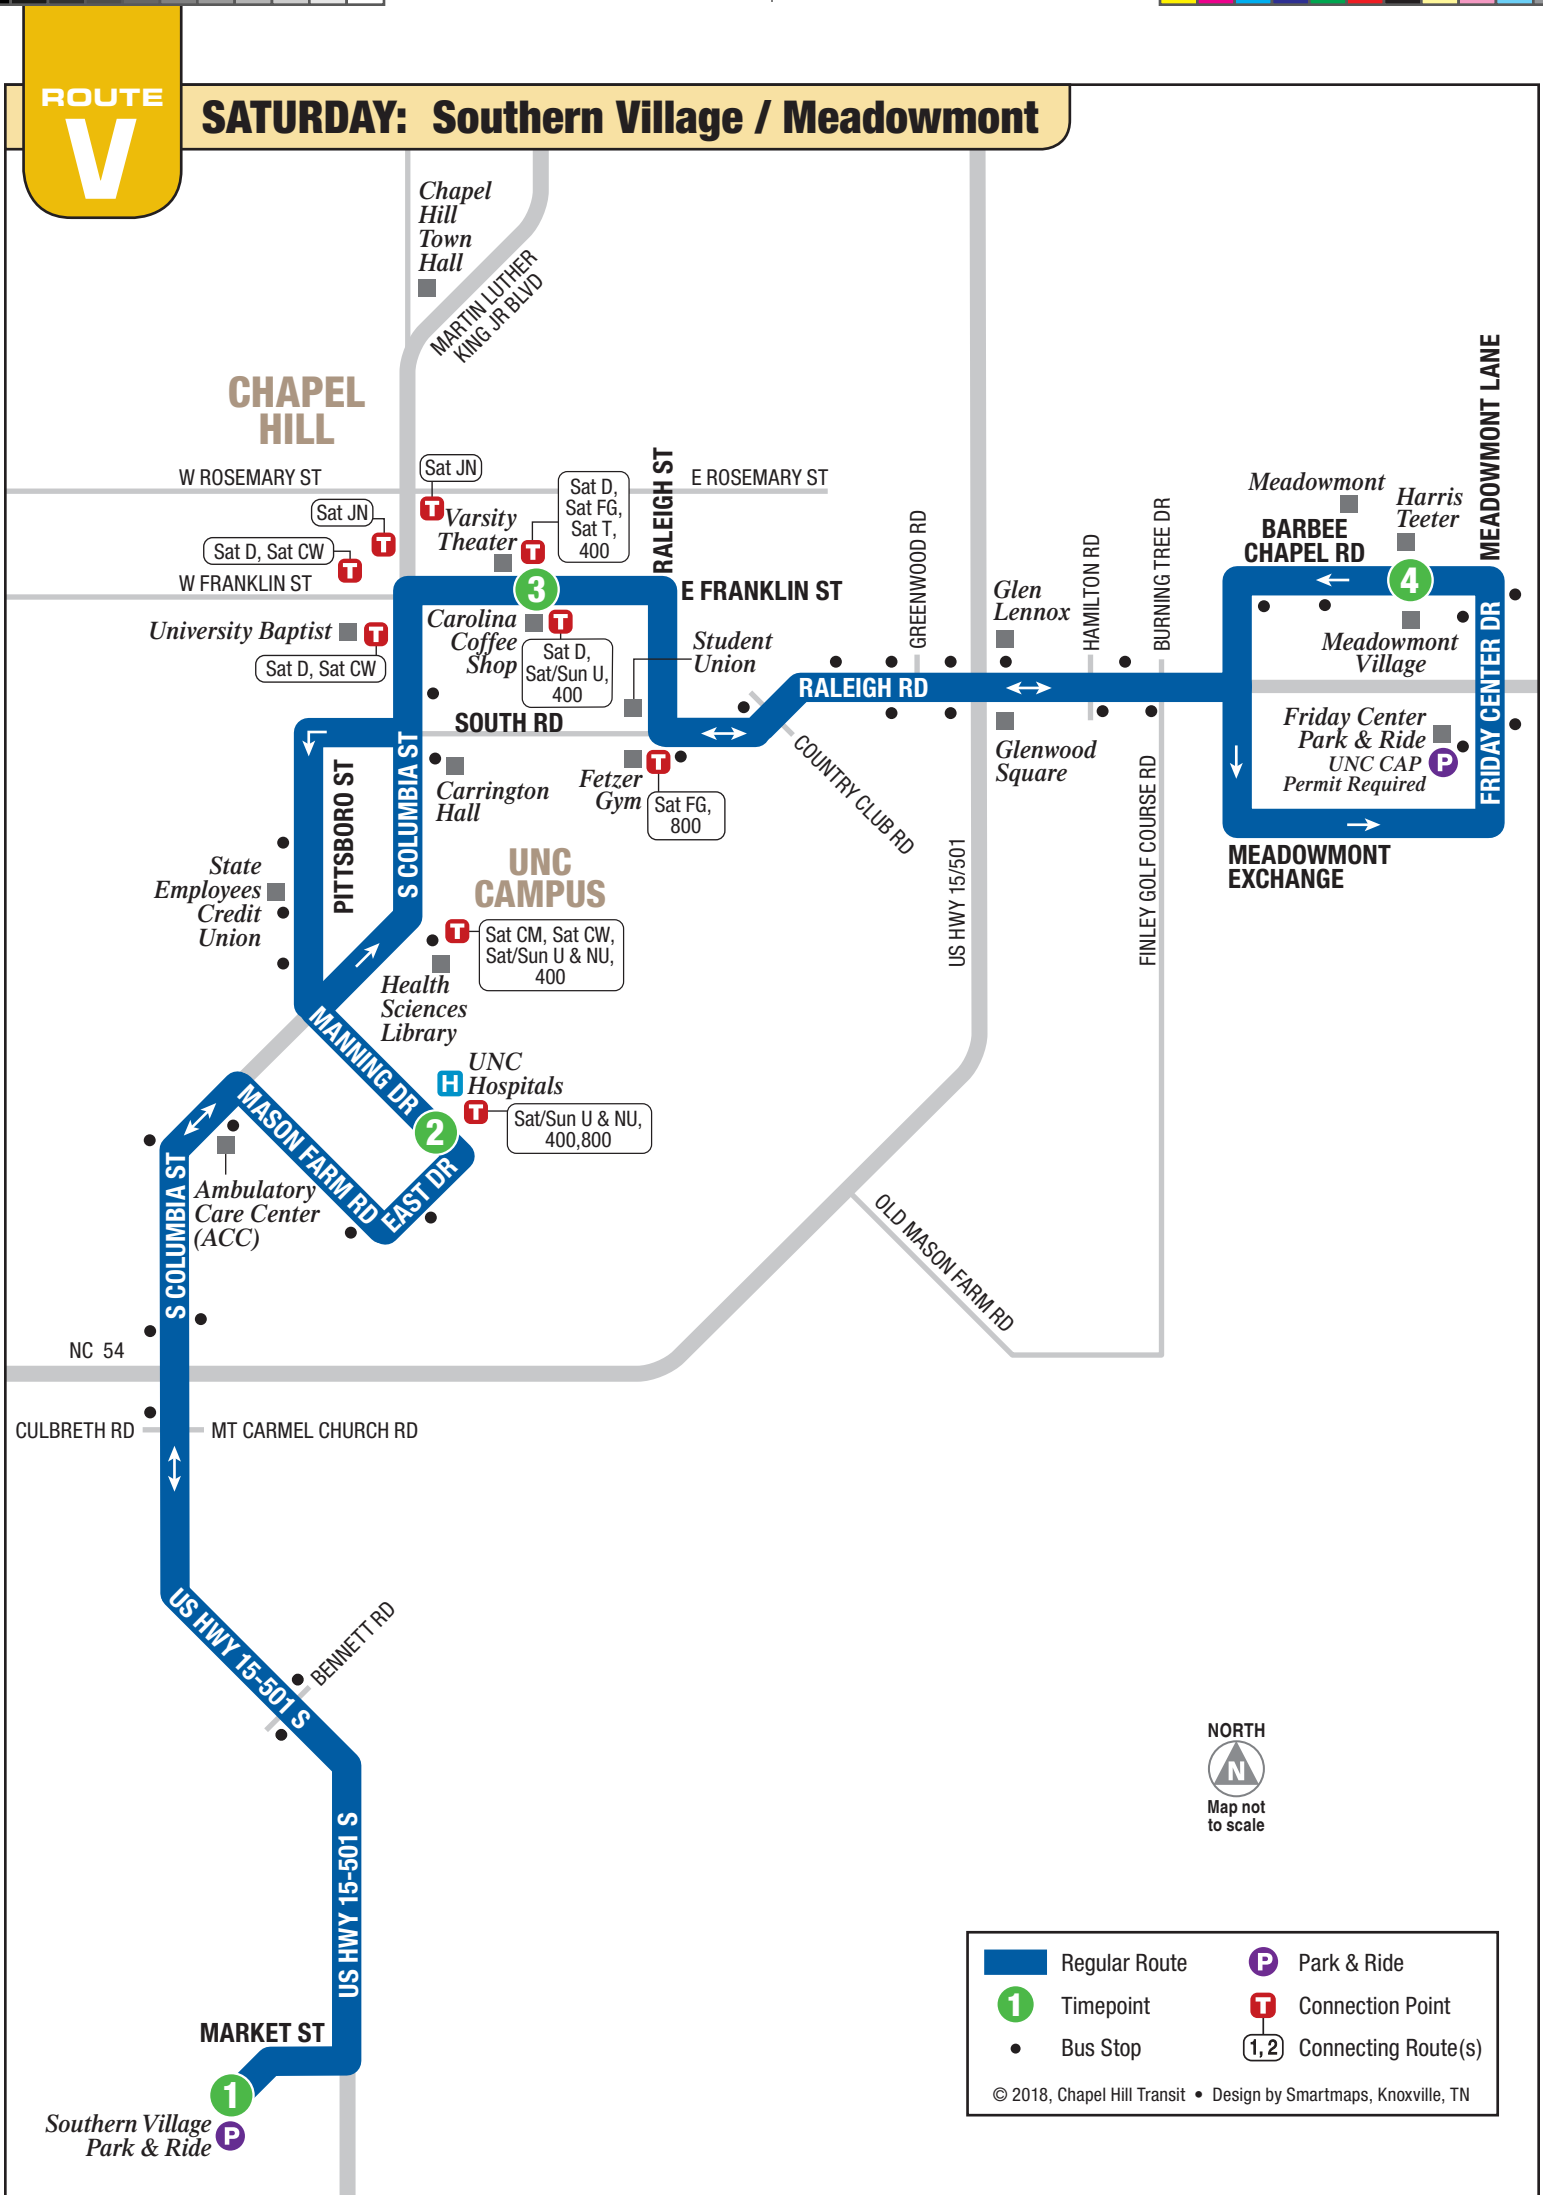 ROUTE
V
SATURDAY: Southern Village / Meadowmont
Chapel
Hill
Town
Hall
MARTIN LUTHER
KING JR BLVD
CHAPEL
HILL
W ROSEMARY ST
E ROSEMARY ST
Sat JN
T
Sat JN
T
Sat D, Sat CW
T
W FRANKLIN ST
Varsity
Theater
T
Sat D,
Sat FG,
Sat T,
400
RALEIGH ST
3
E FRANKLIN ST
University Baptist
T
Sat D, Sat CW
Carolina
Coffee
Shop
T
Sat D,
Sat/Sun U,
400
Student
Union
SOUTH RD
RALEIGH RD
GREENWOOD RD
Glen
Lennox
HAMILTON RD
BURNING TREE DR
Meadowmont
Harris
Teeter
BARBEE
CHAPEL RD
MEADOWMONT LANE
4
Meadowmont
Village
FRIDAY CENTER DR
Friday Center
Park & Ride
UNC CAP
Permit Required
P
MEADOWMONT
EXCHANGE
Glenwood
Square
COUNTRY CLUB RD
US HWY 15/501
FINLEY GOLF COURSE RD
Fetzer
Gym
T
Sat FG,
800
Carrington
Hall
S COLUMBIA ST
PITTSBORO ST
UNC
CAMPUS
State
Employees
Credit
Union
T
Sat CM, Sat CW,
Sat/Sun U & NU,
400
Health
Sciences
Library
MANNING DR
H
UNC
Hospitals
T
Sat/Sun U & NU,
400,800
2
MASON FARM RD
EAST DR
Ambulatory
Care Center
(ACC)
S COLUMBIA ST
OLD MASON FARM RD
NC 54
CULBRETH RD
MT CARMEL CHURCH RD
US HWY 15-501 S
BENNETT RD
US HWY 15-501 S
MARKET ST
1
Southern Village
Park & Ride
P
NORTH
N
Map not
to scale
Regular Route
P Park & Ride
1 Timepoint
T Connection Point
Bus Stop
1, 2 Connecting Route(s)
© 2018, Chapel Hill Transit • Design by Smartmaps, Knoxville, TN